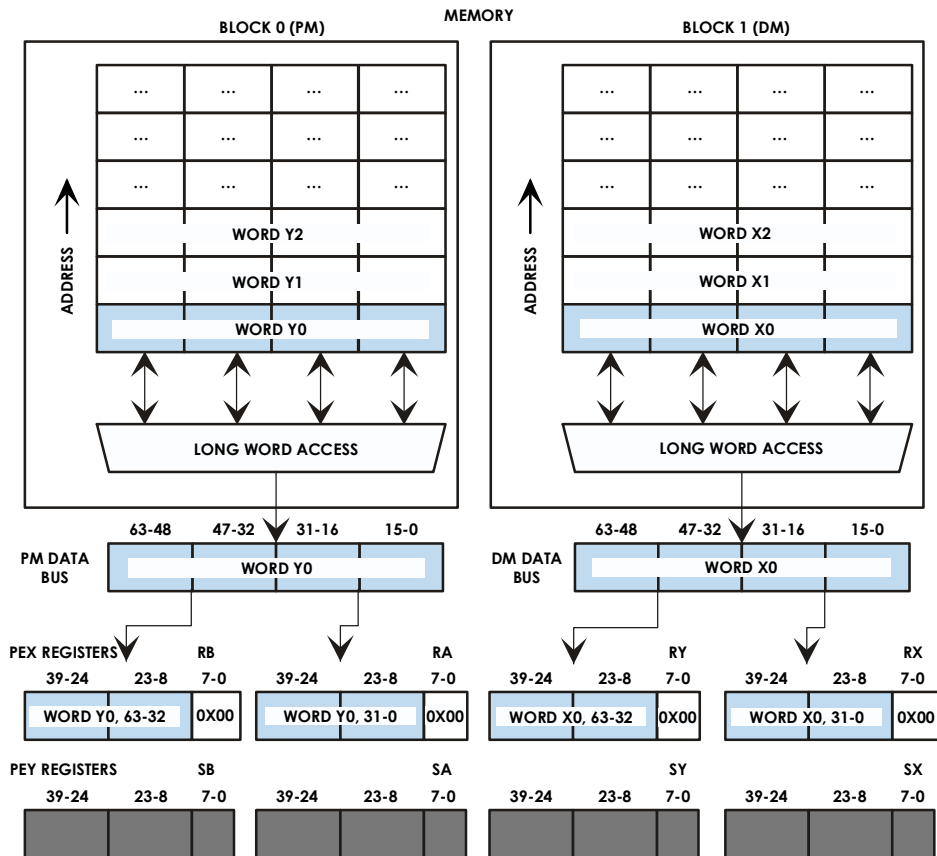 MEMORY
BLOCK 0 (PM) BLOCK 1 (DM)
... ... ... ... ... ... ... ...
... ... ... ... ... ... ... ...
... ... ... ... ... ... ... ...
ADDRESS ADDRESS
WORD Y2 WORD X2
WORD Y1 WORD X1
WORD Y0 WORD X0
LONG WORD ACCESS LONG WORD ACCESS
63-48 47-32 31-16 15-0 63-48 47-32 31-16 15-0
PM DATA BUS WORD Y0 DM DATA BUS WORD X0
PEX REGISTERS RB RA RY RX
39-24 23-8 7-0 39-24 23-8 7-0 39-24 23-8 7-0 39-24 23-8 7-0
WORD Y0, 63-32 0X00 WORD Y0, 31-0 0X00 WORD X0, 63-32 0X00 WORD X0, 31-0 0X00
PEY REGISTERS SB SA SY SX
39-24 23-8 7-0 39-24 23-8 7-0 39-24 23-8 7-0 39-24 23-8 7-0